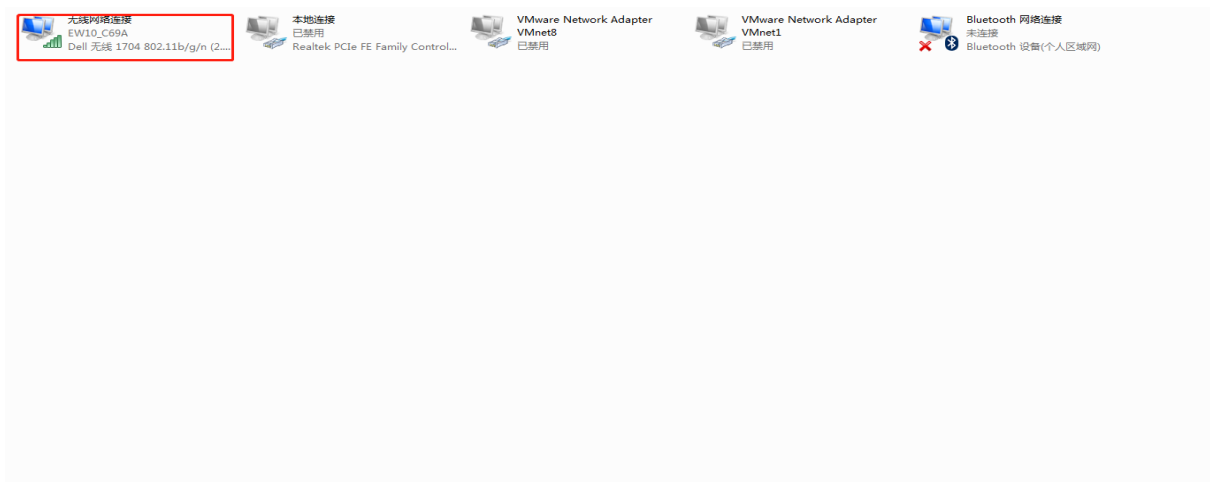 无线网络连接
EW10_C69A
Dell 无线 1704 802.11b/g/n (2....
本地连接
已禁用
Realtek PCIe FE Family Control...
VMware Network Adapter
VMnet8
已禁用
VMware Network Adapter
VMnet1
已禁用
Bluetooth 网络连接
未连接
Bluetooth 设备(个人区域网)